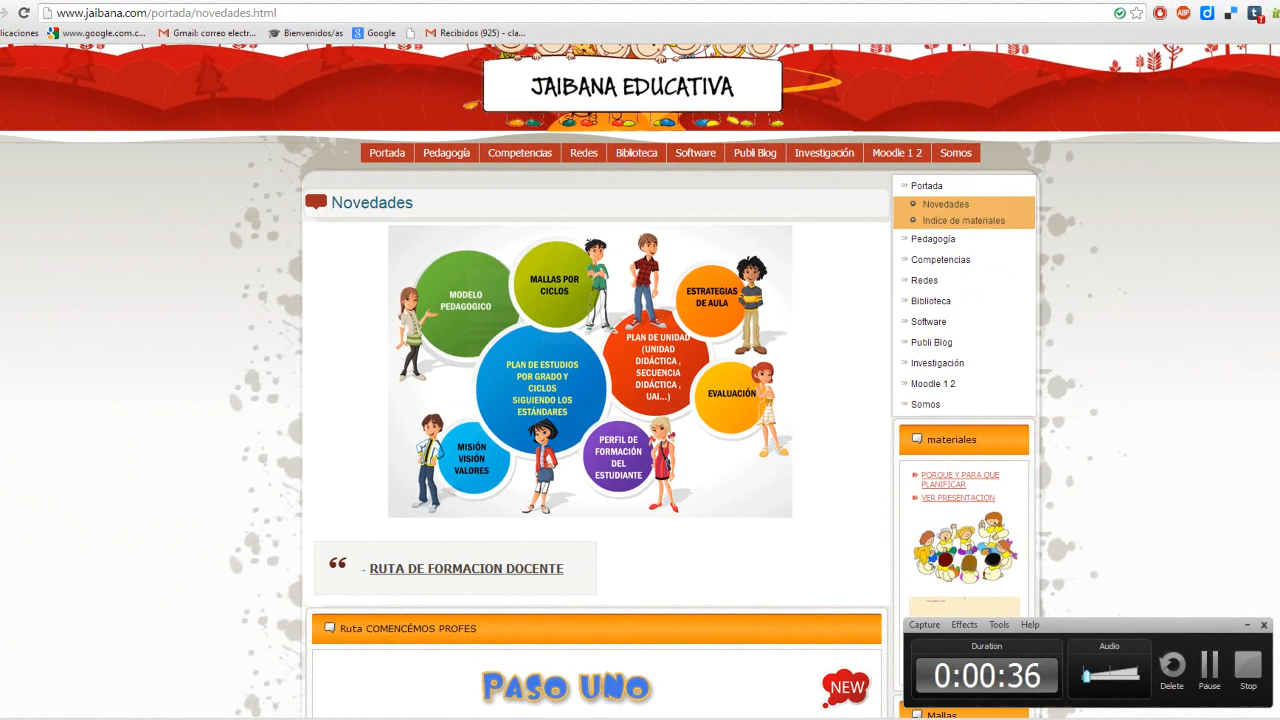 www.jaibana.com/portada/novedades.html
licaciones www.google.com.c... Gmail: correo electr... Bienvenidos/as Google Recibidos (925) - cla...
JAIBANA EDUCATIVA
Portada Pedagogía Competencias Redes Biblioteca Software Publi Blog Investigación Moodle 1 2 Somos
Novedades
MODELO
PEDAGOGICO
MALLAS POR
CICLOS
ESTRATEGIAS
DE AULA
PLAN DE ESTUDIOS
POR GRADO Y
CICLOS
SIGUIENDO LOS
ESTÁNDARES
PLAN DE UNIDAD
(UNIDAD
DIDÁCTICA ,
SECUENCIA
DIDÁCTICA ,
UAI...)
EVALUACIÓN
MISIÓN
VISIÓN
VALORES
PERFIL DE
FORMACIÓN
DEL
ESTUDIANTE
- RUTA DE FORMACION DOCENTE
Ruta COMENCÉMOS PROFES
PASO UNO
NEW
Portada
Novedades
Indice de materiales
Pedagogía
Competencias
Redes
Biblioteca
Software
Publi Blog
Investigación
Moodle 1 2
Somos
materiales
PORQUE Y PARA QUE
PLANIFICAR
VER PRESENTACION
Capture Effects Tools Help
Duration Audio
0:00:36
Delete Pause Stop
Mallas